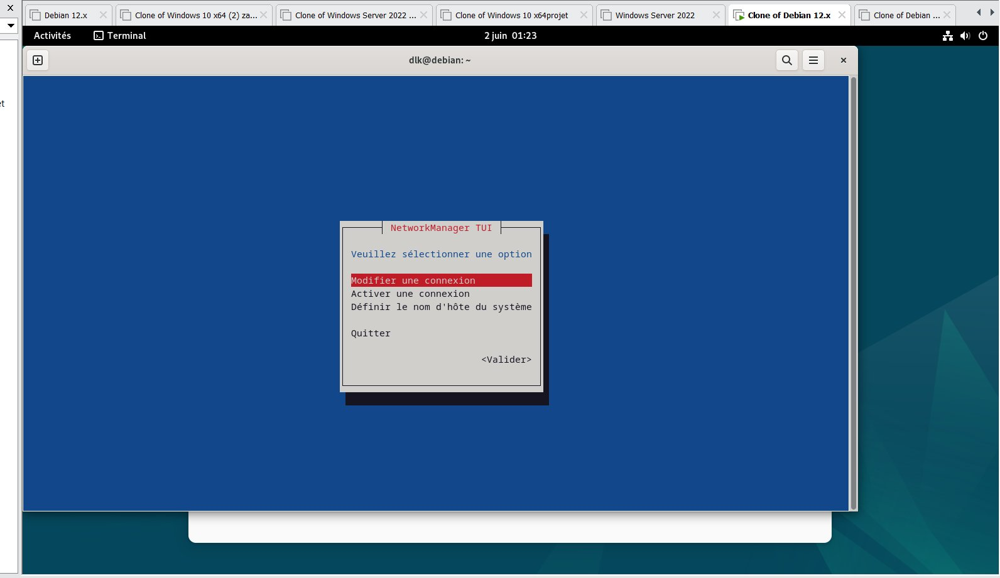 Debian 12.x
Clone of Windows 10 x64 (2) za...
Clone of Windows Server 2022 ...
Clone of Windows 10 x64projet
Windows Server 2022
Clone of Debian 12.x
Clone of Debian ...
Activités
Terminal
2 juin 01:23
dlk@debian: ~
et
NetworkManager TUI
Veuillez sélectionner une option
Modifier une connexion
Activer une connexion
Définir le nom d'hôte du système
Quitter
<Valider>